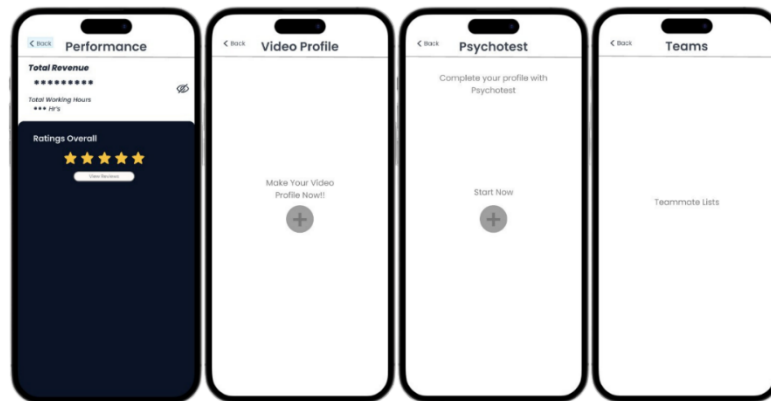 < Back Performance
Total Revenue
*********
Total Working Hours
*** Hr's
Ratings Overall
View Reviews
< Back Video Profile
Make Your Video
Profile Now!!
< Back Psychotest
Complete your profile with
Psychotest
Start Now
< Back Teams
Teammate Lists